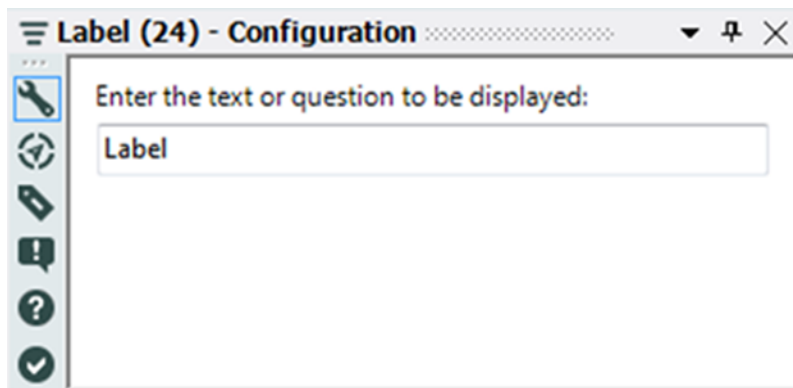 Label (24) - Configuration
Enter the text or question to be displayed:
Label